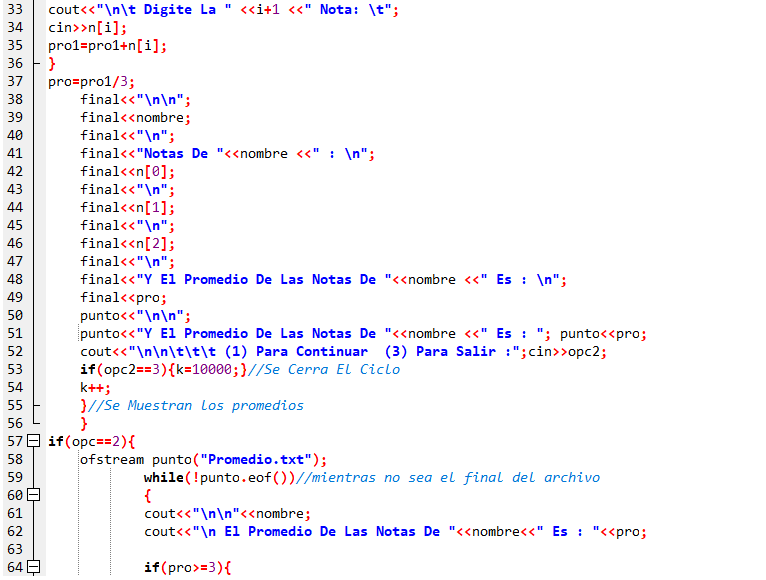 33 cout<<"\n\t Digite La " <<i+1 <<" Nota: \t";
34 cin>>n[i];
35 pro1=pro1+n[i];
36 }
37 pro=pro1/3;
38 final<<"\n\n";
39 final<<nombre;
40 final<<"\n";
41 final<<"Notas De "<<nombre <<" : \n";
42 final<<n[0];
43 final<<"\n";
44 final<<n[1];
45 final<<"\n";
46 final<<n[2];
47 final<<"\n";
48 final<<"Y El Promedio De Las Notas De "<<nombre <<" Es : \n";
49 final<<pro;
50 punto<<"\n\n";
51 punto<<"Y El Promedio De Las Notas De "<<nombre <<" Es : "; punto<<pro;
52 cout<<"\n\n\t\t\t (1) Para Continuar  (3) Para Salir :";cin>>opc2;
53 if(opc2==3){k=10000;}//Se Cerra El Ciclo
54 k++;
55 }//Se Muestran los promedios
56 }
57 if(opc==2){
58 ofstream punto("Promedio.txt");
59 while(!punto.eof())//mientras no sea el final del archivo
60 {
61 cout<<"\n\n"<<nombre;
62 cout<<"\n El Promedio De Las Notas De "<<nombre<<" Es : "<<pro;
63
64 if(pro>=3){